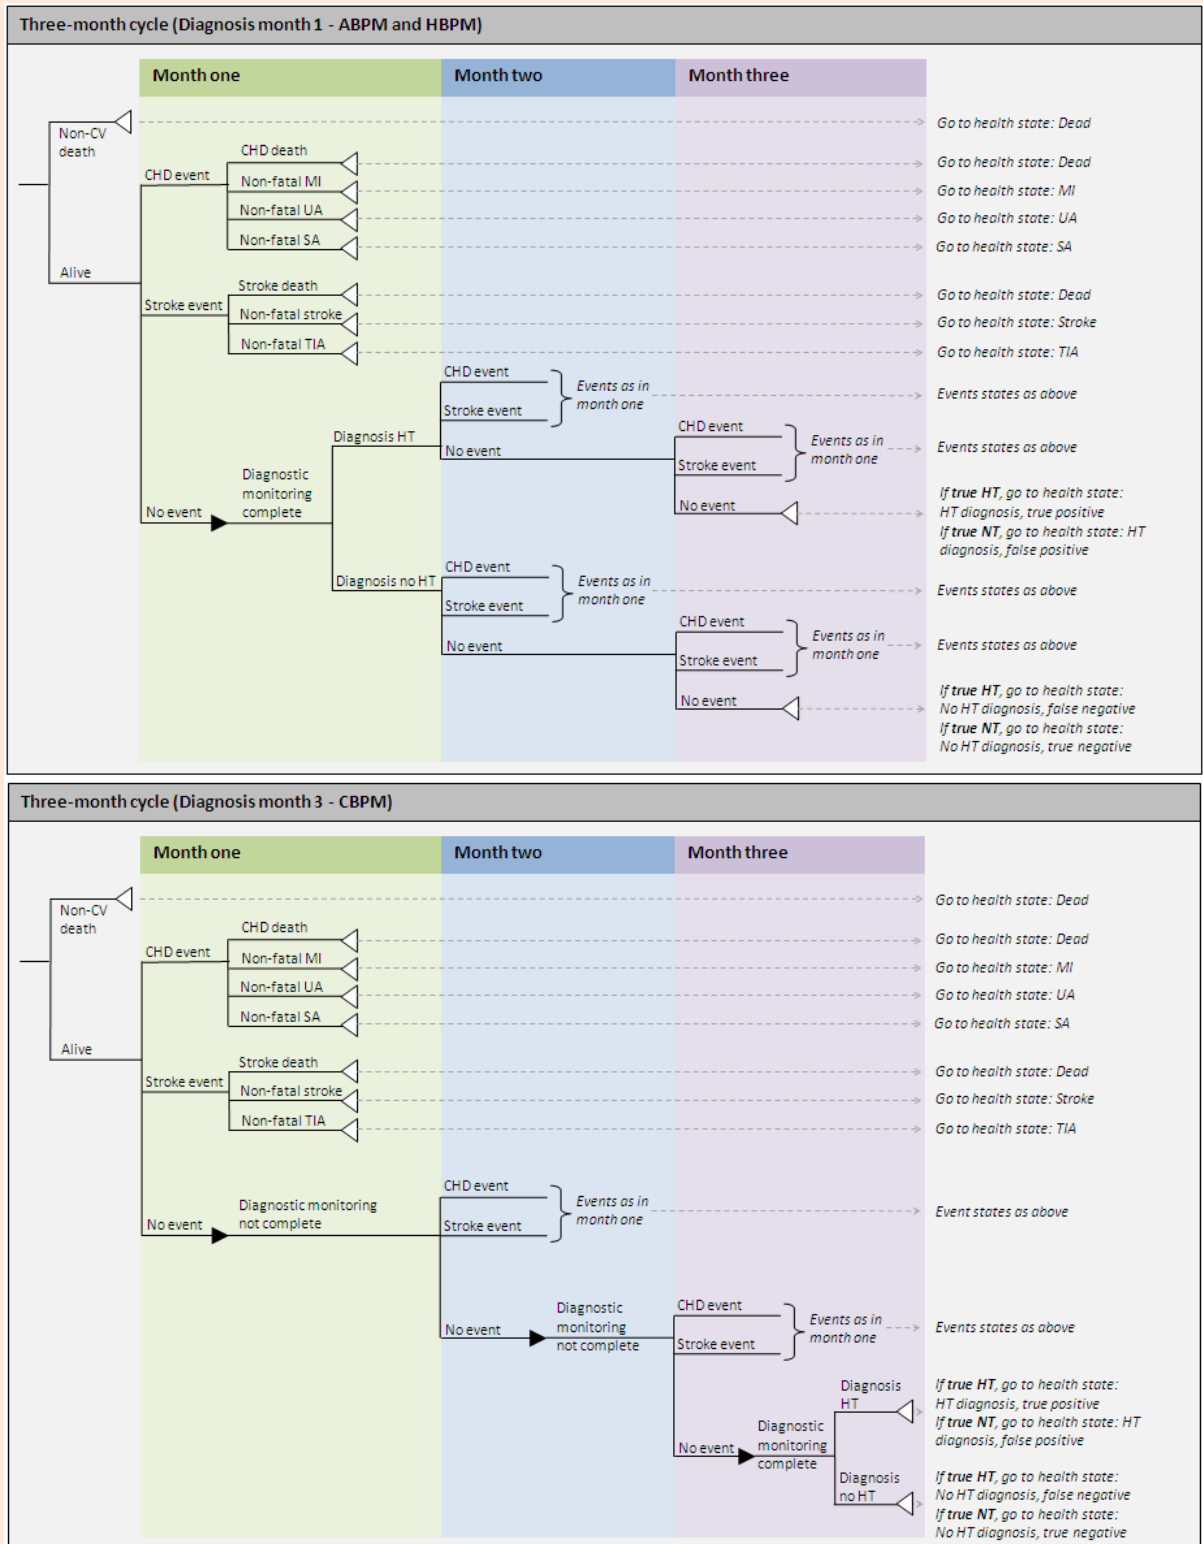 Three-month cycle (Diagnosis month 1 - ABPM and HBPM)
Month one
Month two
Month three
Non-CV
death
Go to health state: Dead
CHD event
CHD death
Go to health state: Dead
Non-fatal MI
Go to health state: MI
Non-fatal UA
Go to health state: UA
Non-fatal SA
Go to health state: SA
Alive
Stroke event
Stroke death
Go to health state: Dead
Non-fatal stroke
Go to health state: Stroke
Non-fatal TIA
Go to health state: TIA
CHD event
Stroke event
Events as in
month one
Events states as above
Diagnosis HT
No event
CHD event
Stroke event
Events as in
month one
Events states as above
No event
Diagnostic
monitoring
complete
No event
If true HT, go to health state:
HT diagnosis, true positive
If true NT, go to health state: HT
diagnosis, false positive
Diagnosis no HT
CHD event
Stroke event
Events as in
month one
Events states as above
No event
CHD event
Stroke event
Events as in
month one
Events states as above
No event
If true HT, go to health state:
No HT diagnosis, false negative
If true NT, go to health state:
No HT diagnosis, true negative
Three-month cycle (Diagnosis month 3 - CBPM)
Month one
Month two
Month three
Non-CV
death
Go to health state: Dead
CHD event
CHD death
Go to health state: Dead
Non-fatal MI
Go to health state: MI
Non-fatal UA
Go to health state: UA
Non-fatal SA
Go to health state: SA
Alive
Stroke event
Stroke death
Go to health state: Dead
Non-fatal stroke
Go to health state: Stroke
Non-fatal TIA
Go to health state: TIA
No event
Diagnostic monitoring
not complete
CHD event
Stroke event
Events as in
month one
Event states as above
No event
Diagnostic
monitoring
not complete
CHD event
Stroke event
Events as in
month one
Events states as above
No event
Diagnostic
monitoring
complete
Diagnosis
HT
If true HT, go to health state:
HT diagnosis, true positive
If true NT, go to health state: HT
diagnosis, false positive
Diagnosis
no HT
If true HT, go to health state:
No HT diagnosis, false negative
If true NT, go to health state:
No HT diagnosis, true negative